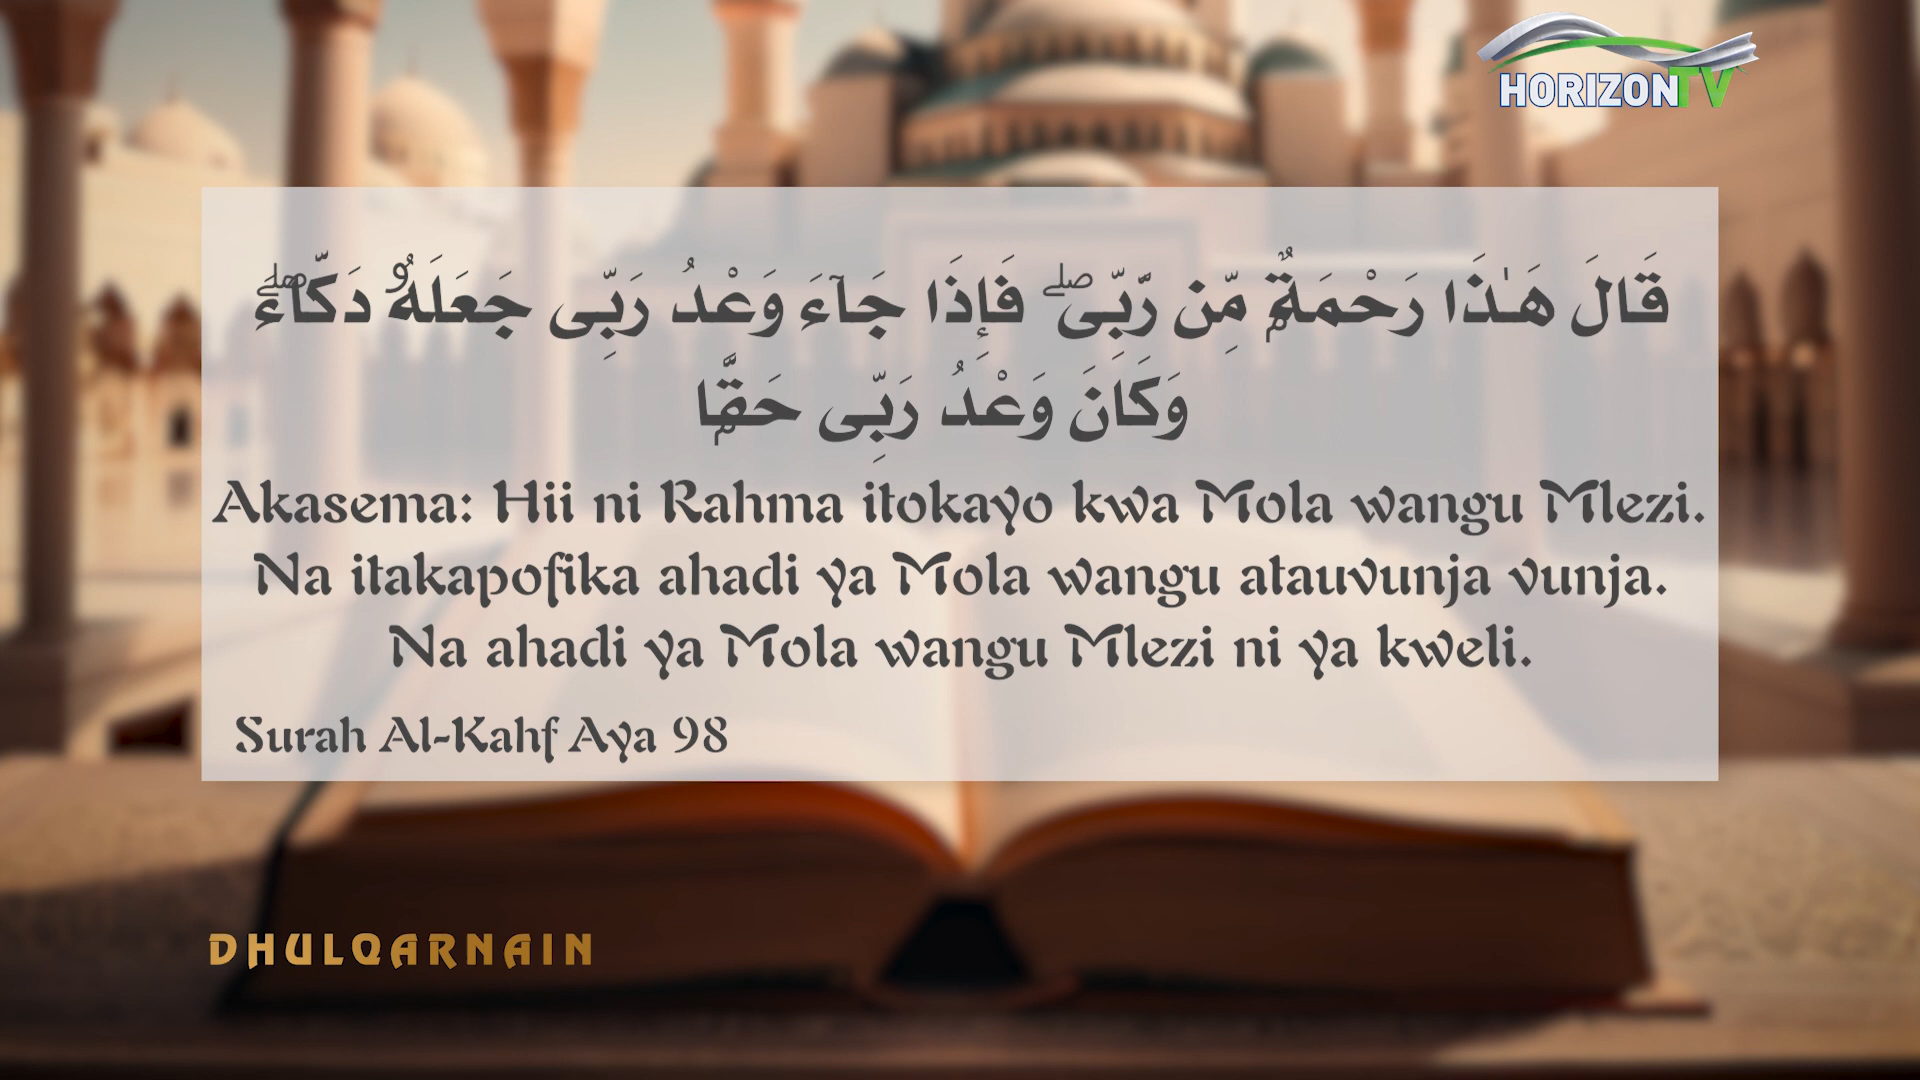 HORIZONTV
قَالَ هَـٰذَا رَحْمَةٌۭ مِّن رَّبِّى ۖ فَإِذَا جَآءَ وَعْدُ رَبِّى جَعَلَهُۥ دَكَّآءَ ۖ
وَكَانَ وَعْدُ رَبِّى حَقًّۭا
Akasema: Hii ni Rahma itokayo kwa Mola wangu Mlezi.
Na itakapofika ahadi ya Mola wangu atauvunja vunja.
Na ahadi ya Mola wangu Mlezi ni ya kweli.
Surah Al-Kahf Aya 98
DHULQARNAIN